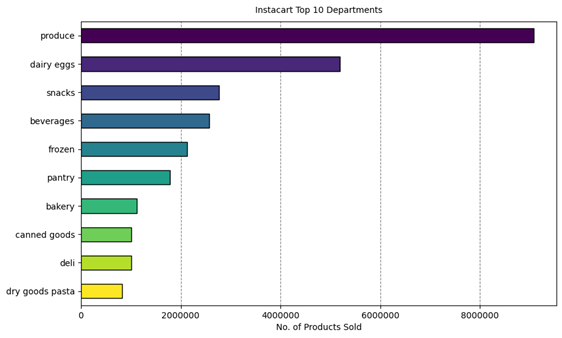 Instacart Top 10 Departments
produce
dairy eggs
snacks
beverages
frozen
pantry
bakery
canned goods
deli
dry goods pasta
0 2000000 4000000 6000000 8000000
No. of Products Sold